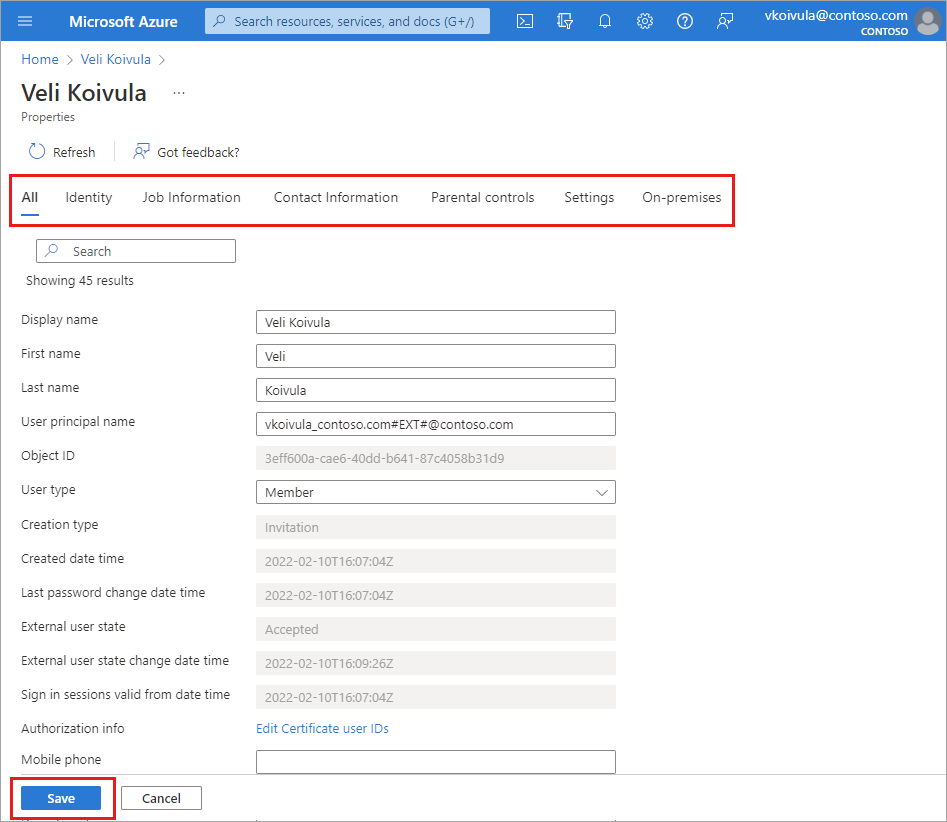 Microsoft Azure
Search resources, services, and docs (G+/)
vkoivula@contoso.com
CONTOSO
Home > Veli Koivula >
Veli Koivula ...
Properties
Refresh
Got feedback?
All Identity Job Information Contact Information Parental controls Settings On-premises
Search
Showing 45 results
Display name Veli Koivula
First name Veli
Last name Koivula
User principal name vkoivula_contoso.com#EXT#@contoso.com
Object ID 3eff600a-cae6-40dd-b641-87c4058b31d9
User type Member
Creation type Invitation
Created date time 2022-02-10T16:07:04Z
Last password change date time 2022-02-10T16:07:04Z
External user state Accepted
External user state change date time 2022-02-10T16:09:26Z
Sign in sessions valid from date time 2022-02-10T16:07:04Z
Authorization info Edit Certificate user IDs
Mobile phone
Save Cancel